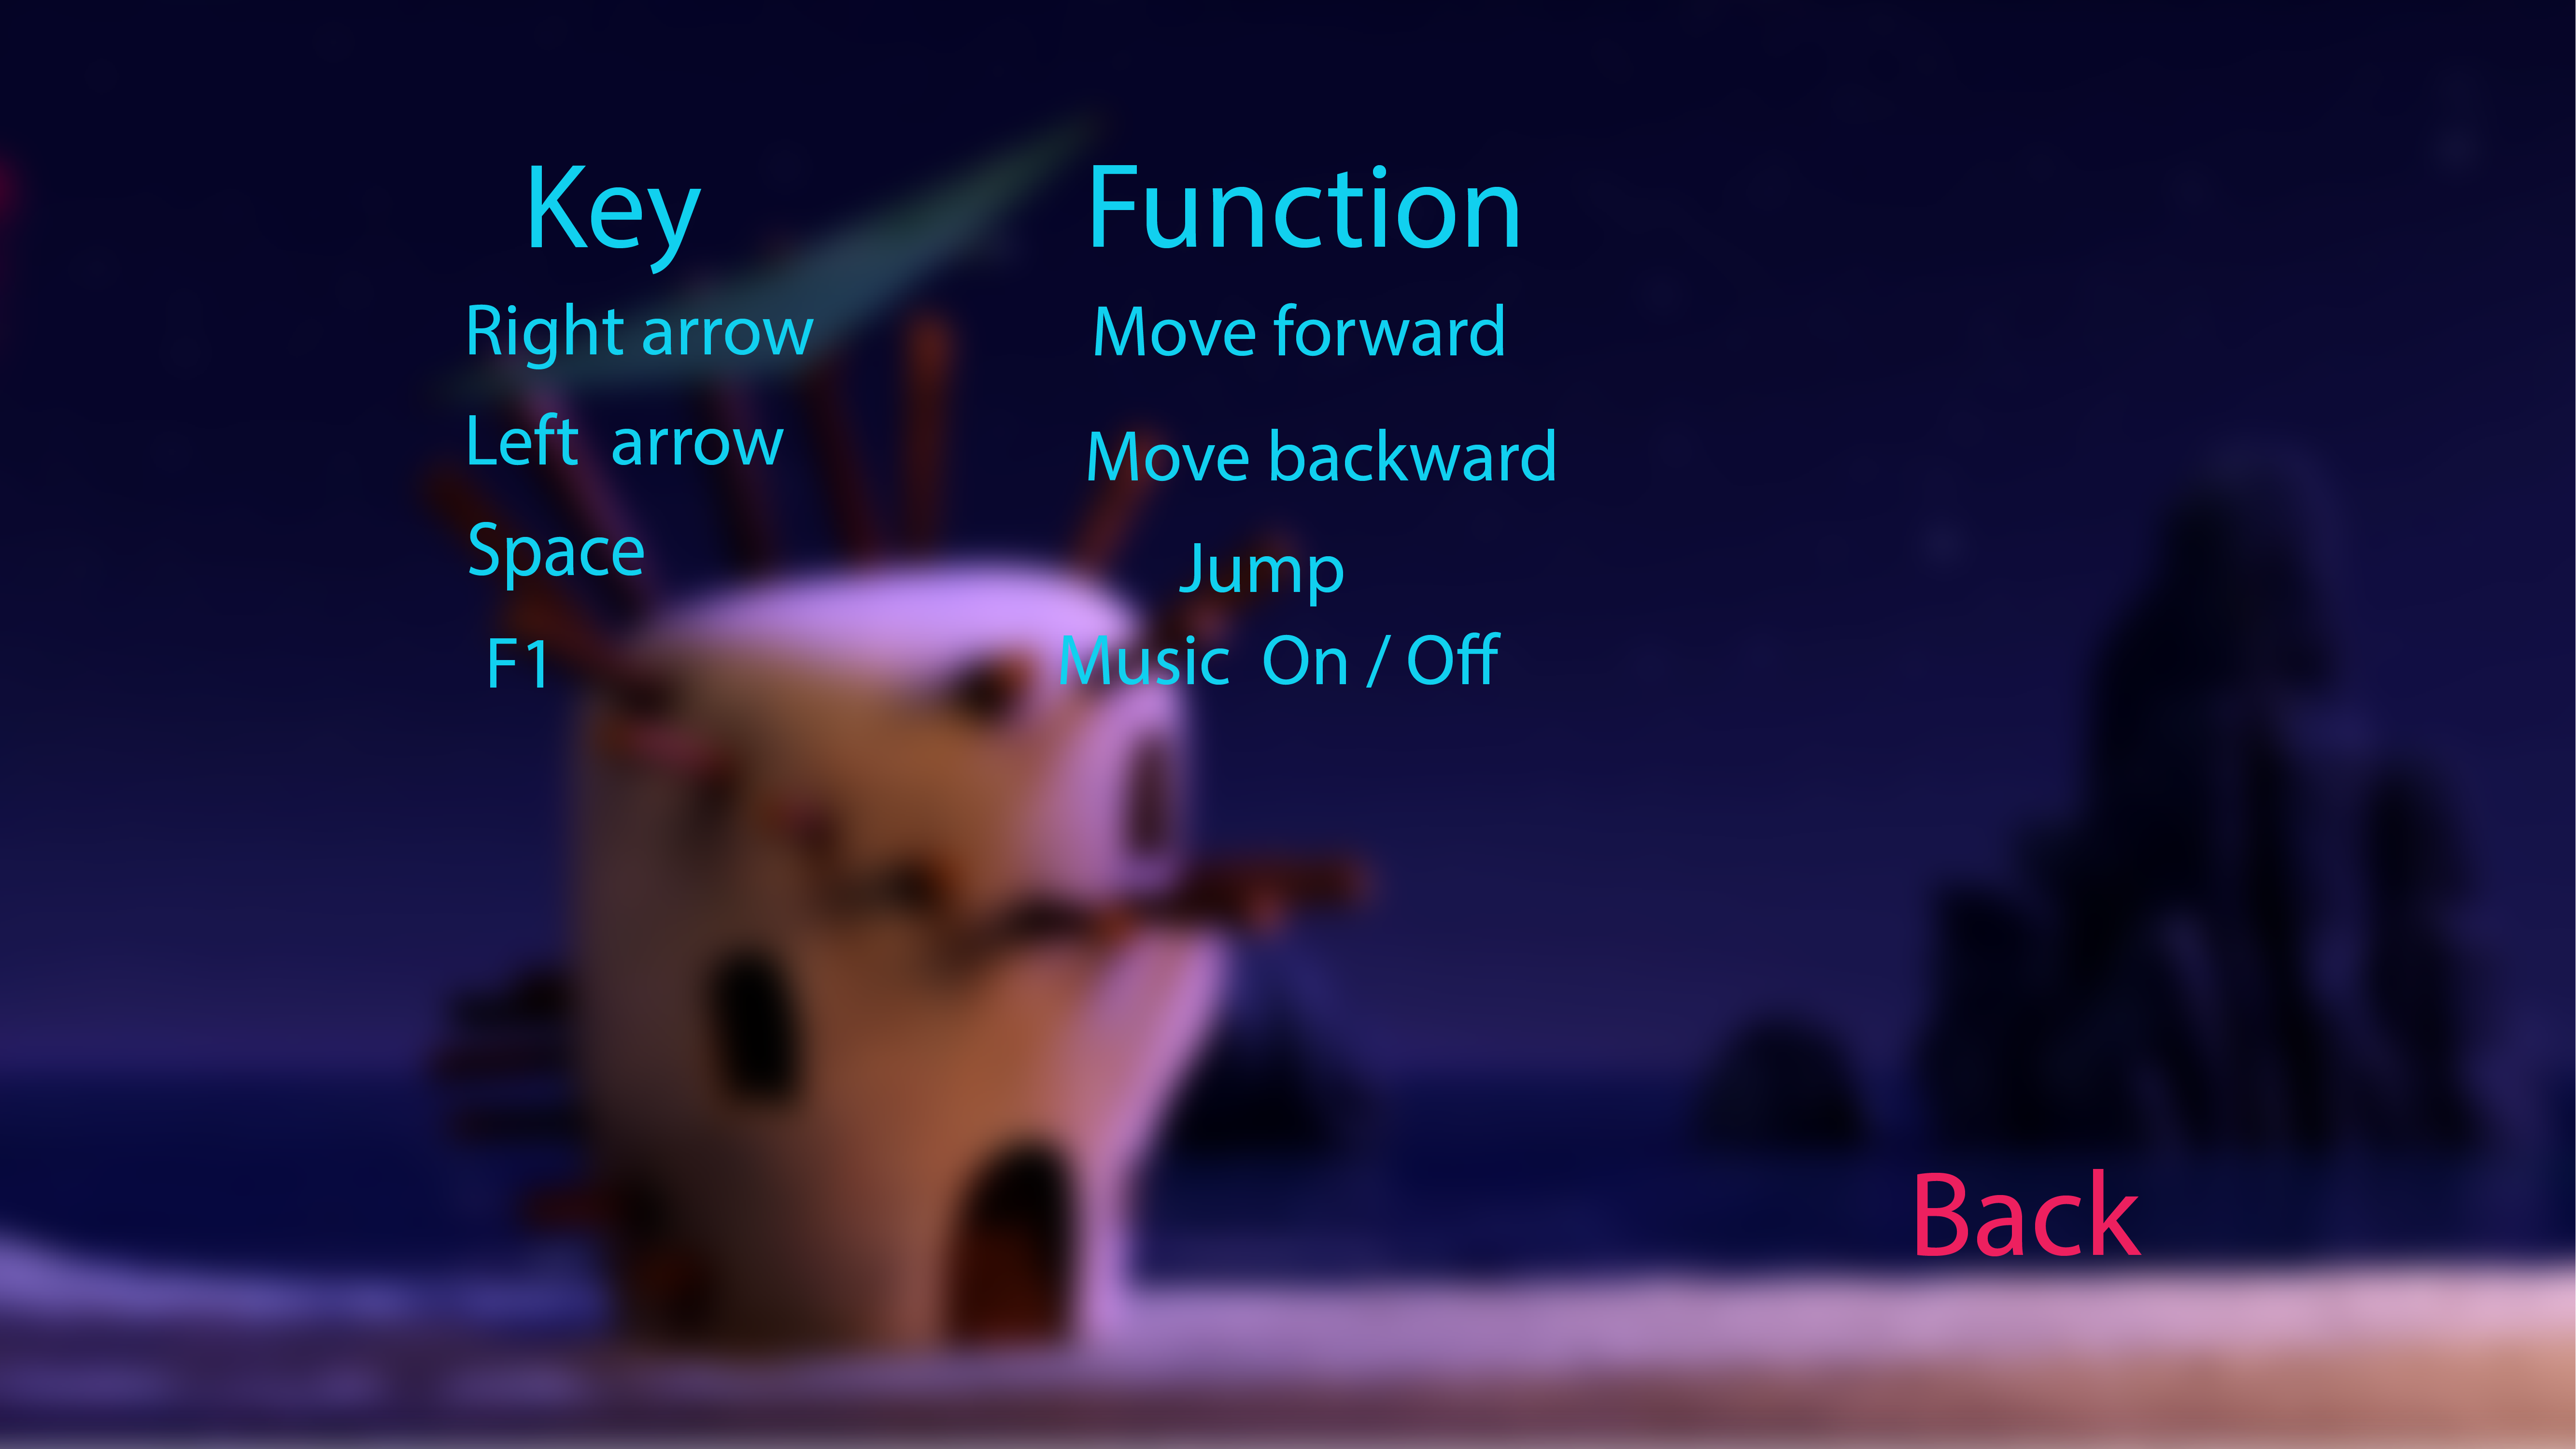 Key Function
Right arrow Move forward
Left arrow Move backward
Space Jump
F1 Music On / Off
Back